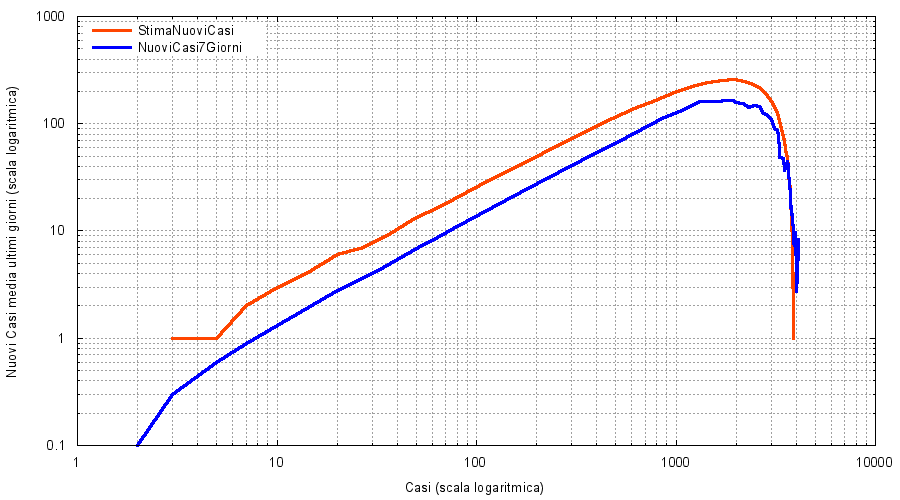 1000
StimaNuoviCasi
NuoviCasi7Giorni
100
10
1
0.1
Nuovi Casi media ultimi giorni (scala logaritmica)
1
10
100
1000
10000
Casi (scala logaritmica)